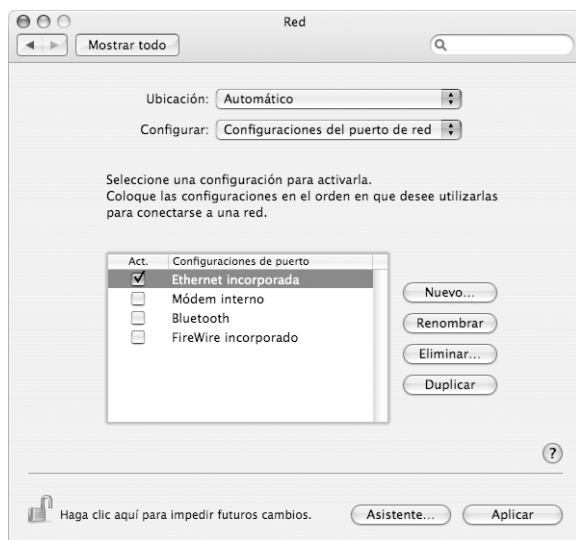 Red
Mostrar todo
Ubicación: Automático
Configurar: Configuraciones del puerto de red
Seleccione una configuración para activarla.
Coloque las configuraciones en el orden en que desee utilizarlas
para conectarse a una red.
Act. Configuraciones de puerto
Ethernet incorporada
Módem interno
Bluetooth
FireWire incorporado
Nuevo...
Renombrar
Eliminar...
Duplicar
?
Haga clic aquí para impedir futuros cambios. Asistente... Aplicar